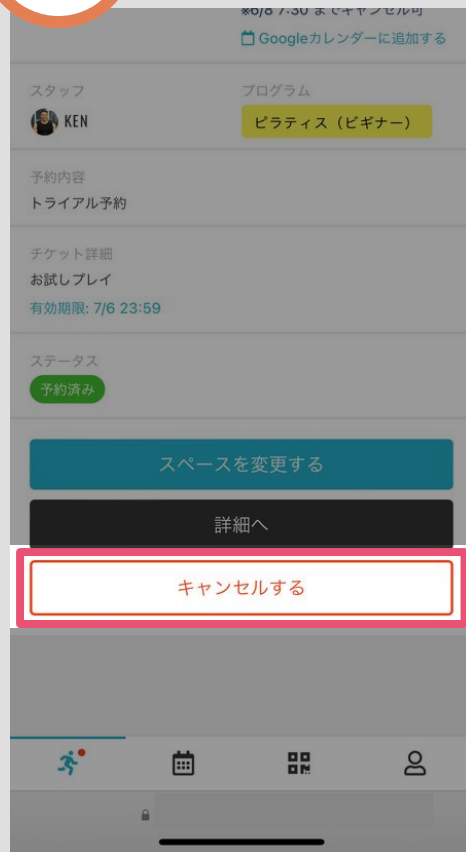 ※6/8 7:30 までキャンセル可
Googleカレンダーに追加する
スタッフ
プログラム
KEN
ピラティス（ビギナー）
予約内容
トライアル予約
チケット詳細
お試しプレイ
有効期限: 7/6 23:59
ステータス
予約済み
スペースを変更する
詳細へ
キャンセルする